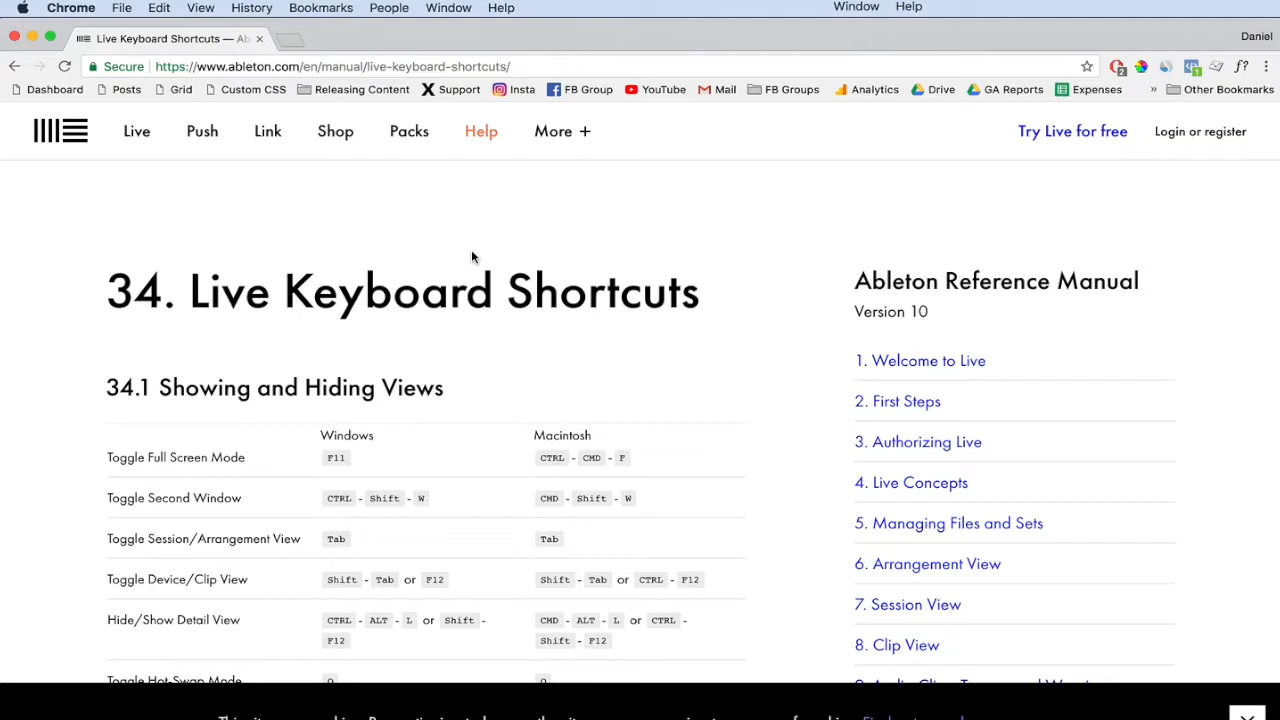 Chrome File Edit View History Bookmarks People Window Help Window Help
Live Keyboard Shortcuts — Ab Daniel
Secure https://www.ableton.com/en/manual/live-keyboard-shortcuts/
Dashboard Posts Grid Custom CSS Releasing Content Support Insta FB Group YouTube Mail FB Groups Analytics Drive GA Reports Expenses » Other Bookmarks
Live Push Link Shop Packs Help More + Try Live for free Login or register
34. Live Keyboard Shortcuts
34.1 Showing and Hiding Views
Windows Macintosh
Toggle Full Screen Mode F11 CTRL - CMD - F
Toggle Second Window CTRL - Shift - W CMD - Shift - W
Toggle Session/Arrangement View Tab Tab
Toggle Device/Clip View Shift - Tab or F12 Shift - Tab or CTRL - F12
Hide/Show Detail View CTRL - ALT - L or Shift - CMD - ALT - L or CTRL -
F12 Shift - F12
Toggle Hot-Swap Mode Q Q
Ableton Reference Manual
Version 10
1. Welcome to Live
2. First Steps
3. Authorizing Live
4. Live Concepts
5. Managing Files and Sets
6. Arrangement View
7. Session View
8. Clip View